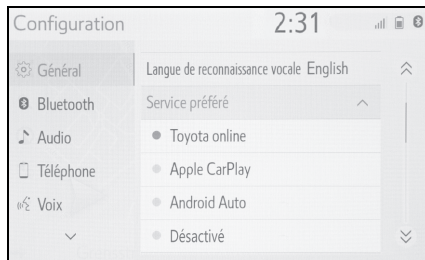 Configuration 2:31
Général
Langue de reconnaissance vocale English
Bluetooth
Service préféré
Audio
Toyota online
Téléphone
Apple CarPlay
Voix
Android Auto
Désactivé